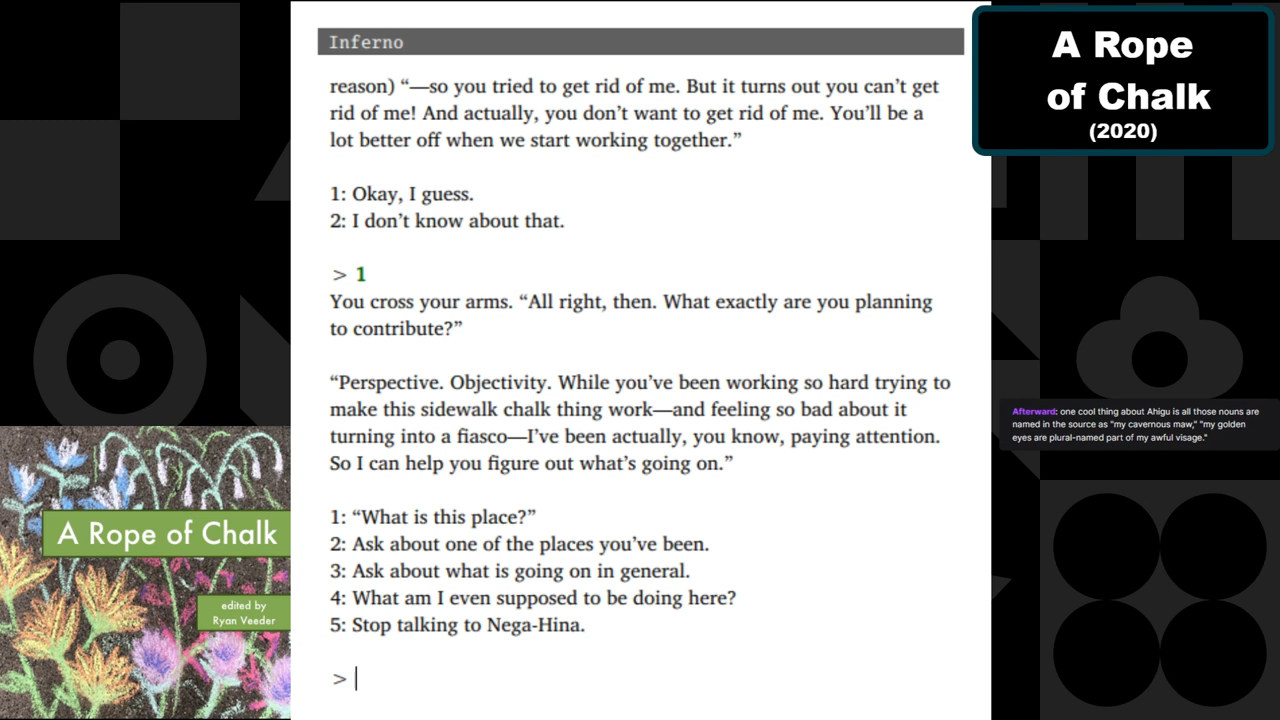 Inferno
reason) “—so you tried to get rid of me. But it turns out you can’t get
rid of me! And actually, you don’t want to get rid of me. You’ll be a
lot better off when we start working together.”
1: Okay, I guess.
2: I don’t know about that.
> 1
You cross your arms. “All right, then. What exactly are you planning
to contribute?”
“Perspective. Objectivity. While you’ve been working so hard trying to
make this sidewalk chalk thing work—and feeling so bad about it
turning into a fiasco—I’ve been actually, you know, paying attention.
So I can help you figure out what’s going on.”
1: “What is this place?”
2: Ask about one of the places you’ve been.
3: Ask about what is going on in general.
4: What am I even supposed to be doing here?
5: Stop talking to Nega-Hina.
>
A Rope
of Chalk
(2020)
Afterward: one cool thing about Ahigu is all those nouns are
named in the source as "my cavernous maw," "my golden
eyes are plural-named part of my awful visage."
A Rope of Chalk
edited by
Ryan Veeder